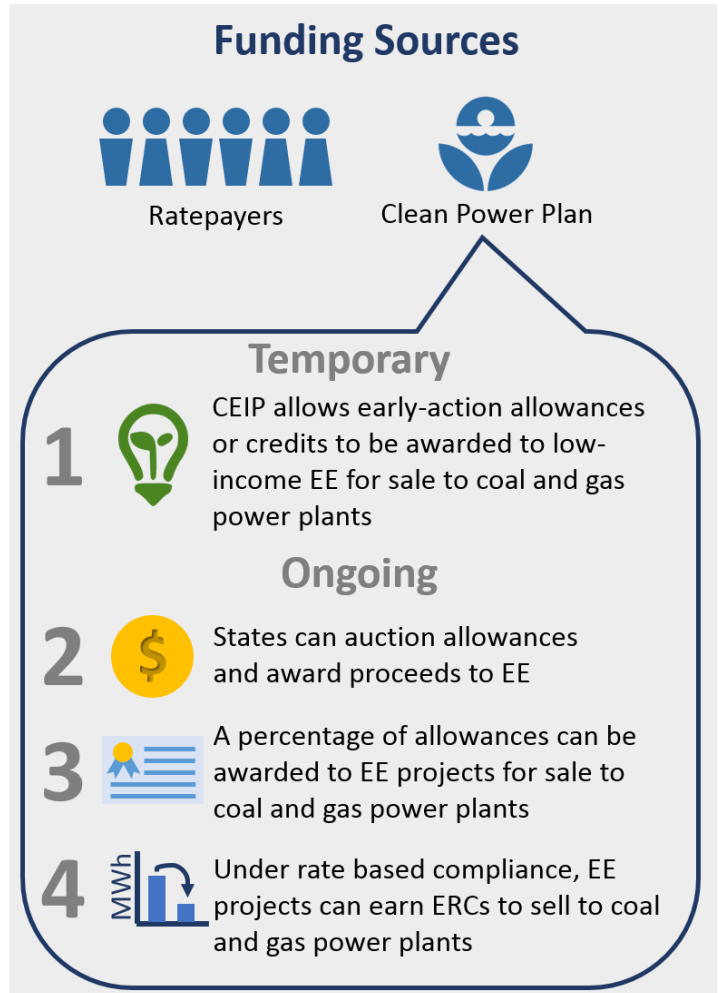 Funding Sources
Ratepayers
Clean Power Plan
Temporary
1
CEIP allows early-action allowances
or credits to be awarded to low-
income EE for sale to coal and gas
power plants
Ongoing
2
$
States can auction allowances
and award proceeds to EE
3
A percentage of allowances can be
awarded to EE projects for sale to
coal and gas power plants
4
MWh
Under rate based compliance, EE
projects can earn ERCs to sell to coal
and gas power plants